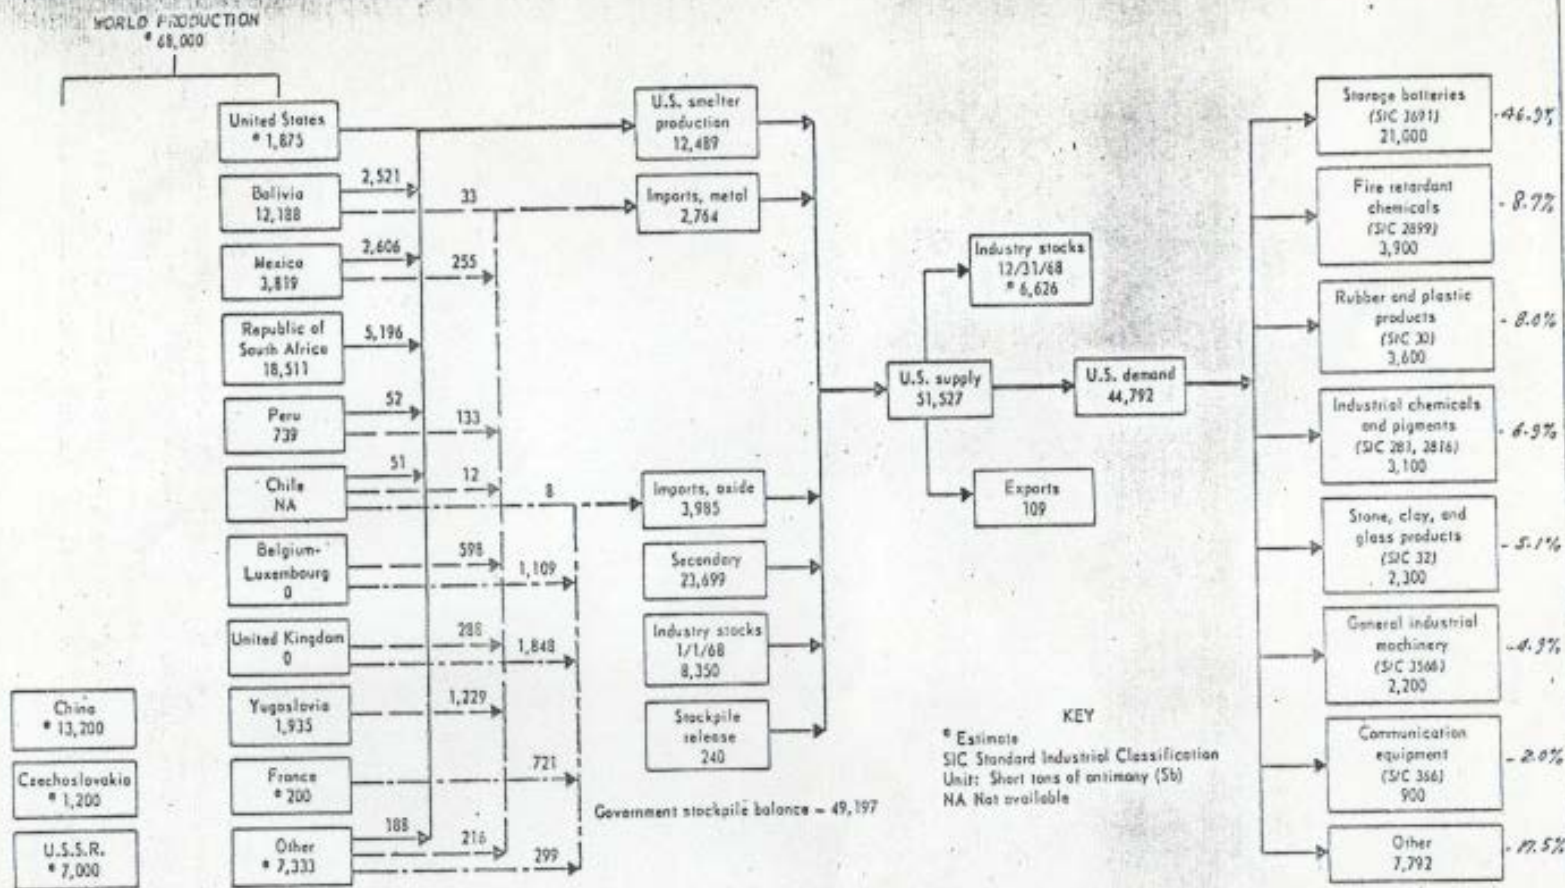 WORLD PRODUCTION
* 68,000
United States
* 1,875
Bolivia
12,188
Mexico
3,819
Republic of
South Africa
18,511
Peru
739
Chile
NA
Belgium-
Luxembourg
0
United Kingdom
0
Yugoslavia
1,935
France
* 200
Other
* 7,333
China
* 13,200
Czechoslovakia
* 1,200
U.S.S.R.
* 7,000
2,521
33
2,606
255
5,196
52
133
51
12
8
598
1,109
288
1,848
1,229
721
188
216
299
U.S. smelter
production
12,489
Imports, metal
2,764
Imports, oxide
3,985
Secondary
23,699
Industry stocks
1/1/68
8,350
Stockpile
release
240
Government stockpile balance – 49,197
Industry stocks
12/31/68
* 6,626
U.S. supply
51,527
U.S. demand
44,792
Exports
109
KEY
* Estimate
SIC Standard Industrial Classification
Unit: Short tons of antimony (Sb)
NA Not available
Storage batteries
(SIC 3691)
21,000
- 46.9%
Fire retardant
chemicals
(SIC 2899)
3,900
- 8.7%
Rubber and plastic
products
(SIC 30)
3,600
- 8.0%
Industrial chemicals
and pigments
(SIC 281, 2816)
3,100
- 6.9%
Stone, clay, and
glass products
(SIC 32)
2,300
- 5.1%
General industrial
machinery
(SIC 356)
2,200
- 4.9%
Communication
equipment
(SIC 366)
900
- 2.0%
Other
7,792
- 17.5%